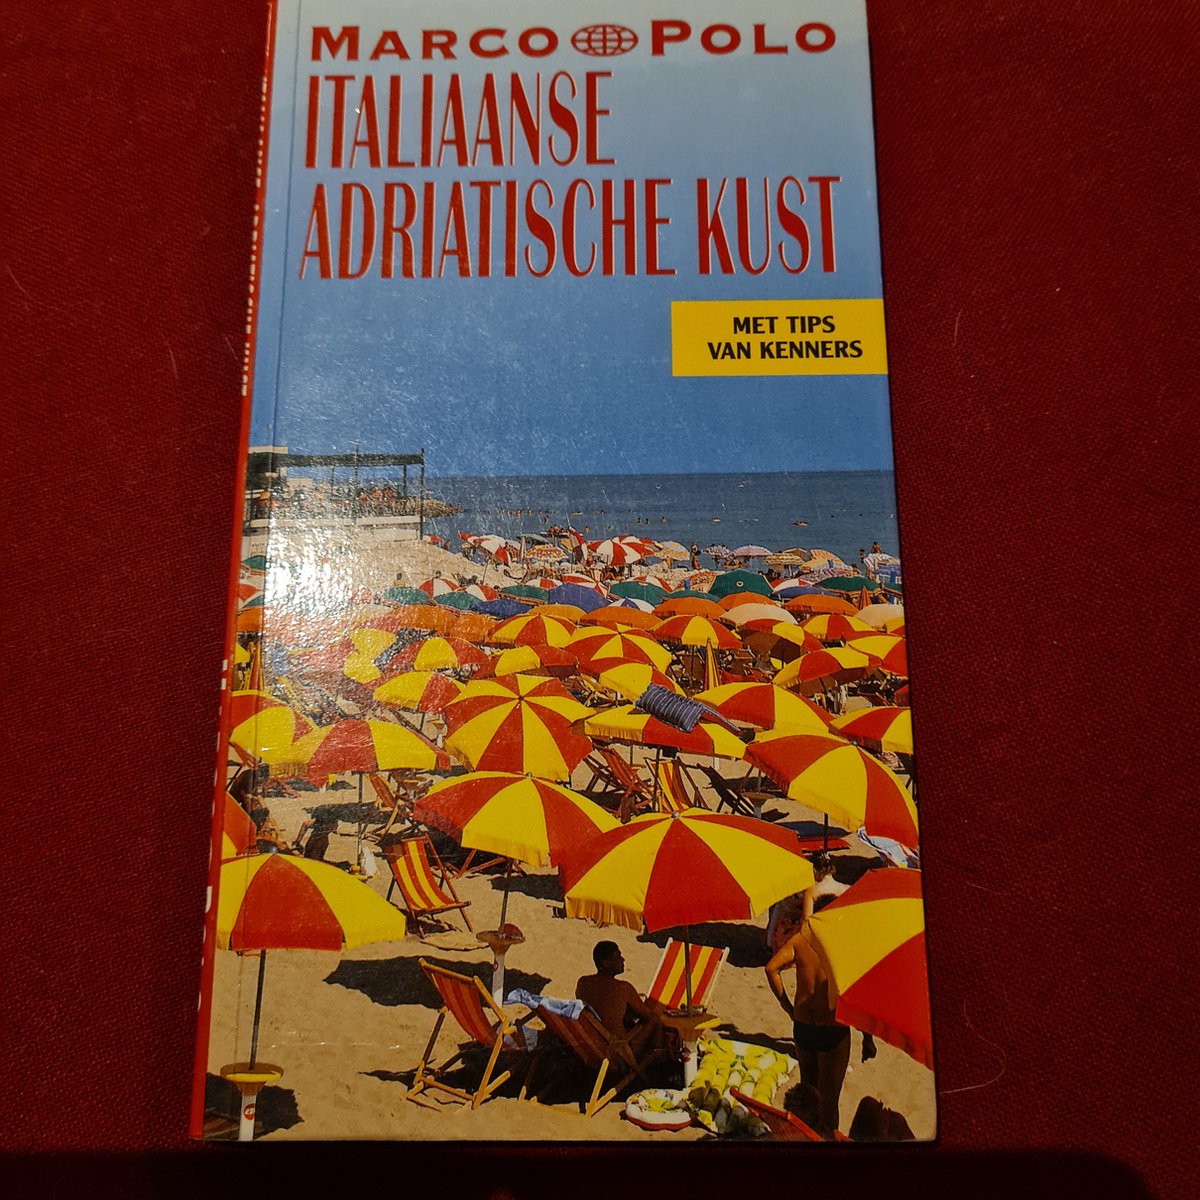 MARCO POLO
ITALIAANSE
ADRIATISCHE KUST
MET TIPS
VAN KENNERS